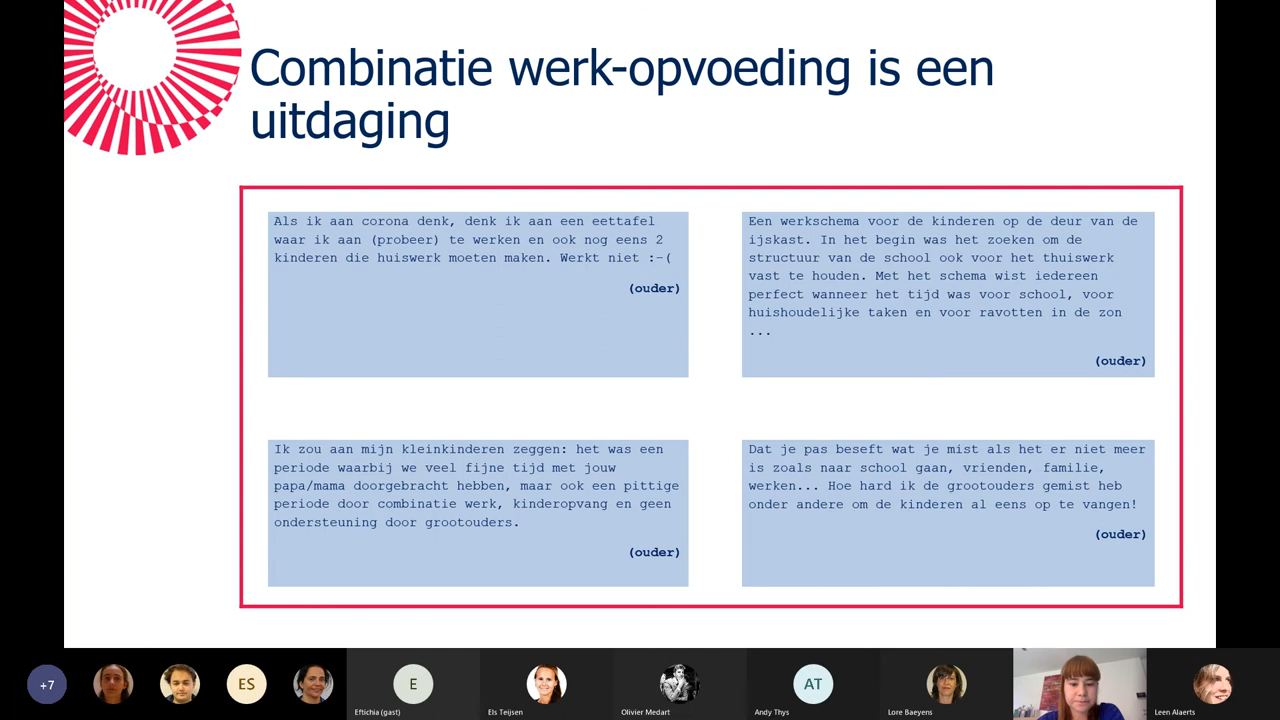 Combinatie werk-opvoeding is een
uitdaging
Als ik aan corona denk, denk ik aan een eettafel
waar ik aan (probeer) te werken en ook nog eens 2
kinderen die huiswerk moeten maken. Werkt niet :-(
(ouder)
Een werkschema voor de kinderen op de deur van de
ijskast. In het begin was het zoeken om de
structuur van de school ook voor het thuiswerk
vast te houden. Met het schema wist iedereen
perfect wanneer het tijd was voor school, voor
huishoudelijke taken en voor ravotten in de zon
...
(ouder)
Ik zou aan mijn kleinkinderen zeggen: het was een
periode waarbij we veel fijne tijd met jouw
papa/mama doorgebracht hebben, maar ook een pittige
periode door combinatie werk, kinderopvang en geen
ondersteuning door grootouders.
(ouder)
Dat je pas beseft wat je mist als het er niet meer
is zoals naar school gaan, vrienden, familie,
werken... Hoe hard ik de grootouders gemist heb
onder andere om de kinderen al eens op te vangen!
(ouder)
+7
ES
E
AT
Eftichia (gast)
Els Teijsen
Olivier Medart
Andy Thys
Lore Baeyens
Leen Alaerts